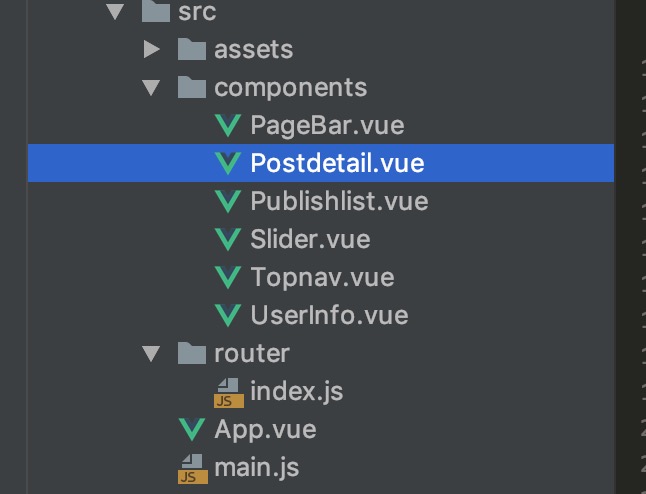 src
assets
components
PageBar.vue
Postdetail.vue
Publishlist.vue
Slider.vue
Topnav.vue
UserInfo.vue
router
JS index.js
App.vue
JS main.js